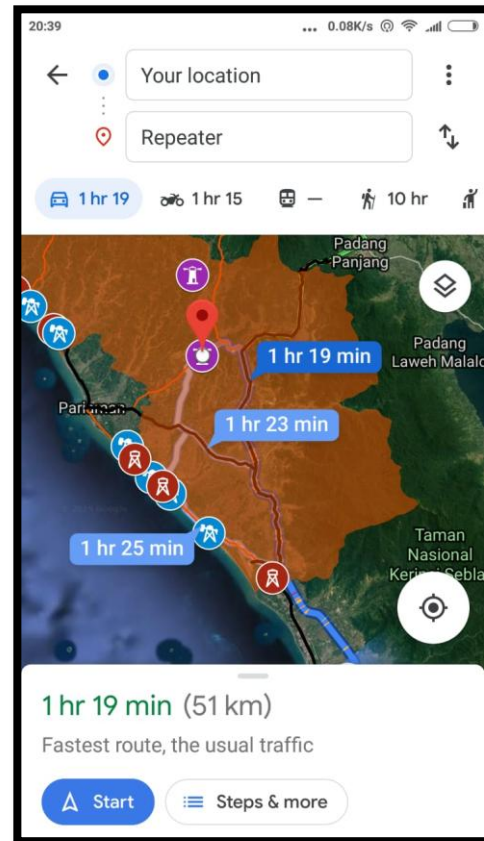 20:39 ... 0.08K/s
Your location
Repeater
1 hr 19 1 hr 15 — 10 hr
Padang
Panjang
1 hr 19 min
Padang
Laweh Malalo
Pariaman
1 hr 23 min
1 hr 25 min
Taman
Nasional
1 hr 19 min (51 km)
Fastest route, the usual traffic
Start Steps & more